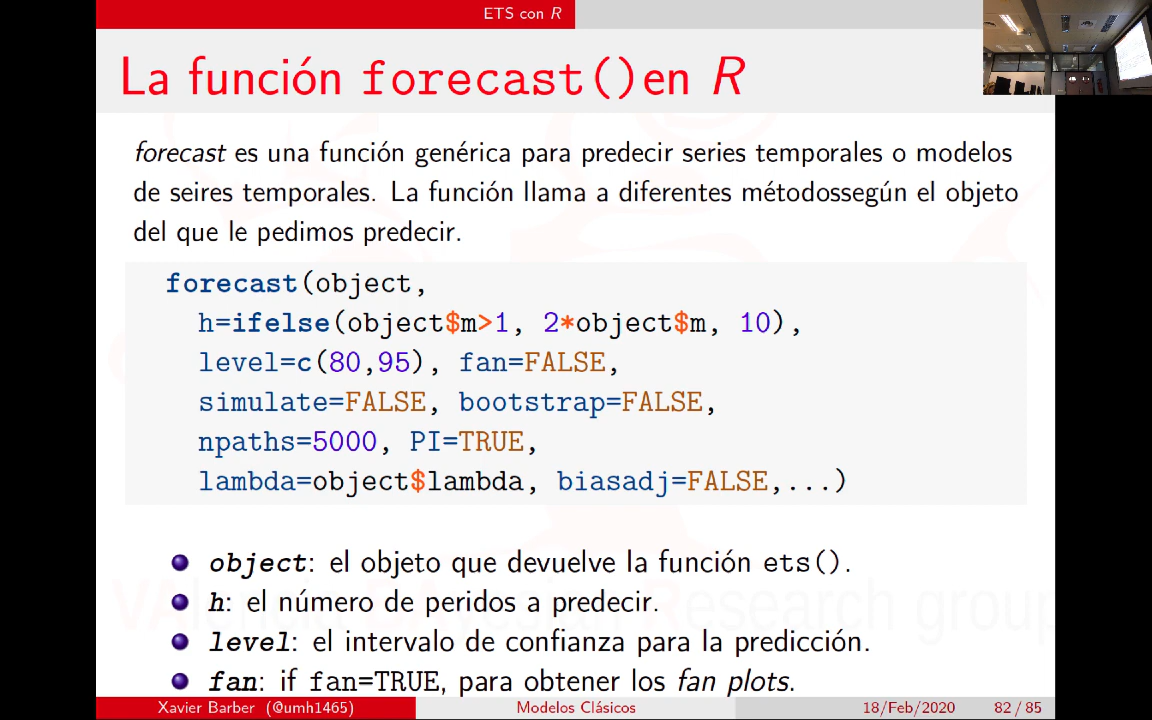 ETS con R
La función forecast()en R
forecast es una función genérica para predecir series temporales o modelos
de seires temporales. La función llama a diferentes métodossegún el objeto
del que le pedimos predecir.
forecast(object,
h=ifelse(object$m>1, 2*object$m, 10),
level=c(80,95), fan=FALSE,
simulate=FALSE, bootstrap=FALSE,
npaths=5000, PI=TRUE,
lambda=object$lambda, biasadj=FALSE,...)
object: el objeto que devuelve la función ets().
h: el número de peridos a predecir.
level: el intervalo de confianza para la predicción.
fan: if fan=TRUE, para obtener los fan plots.
VAlencia BAyesian Research group
Xavier Barber (@umh1465) Modelos Clásicos 18/Feb/2020 82 / 85